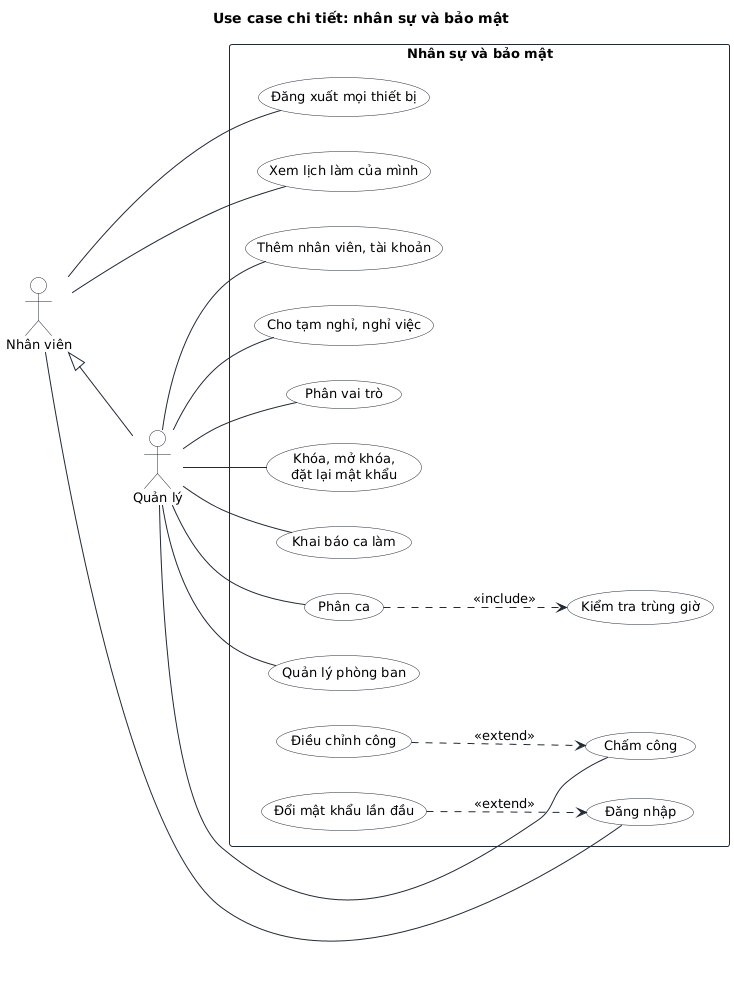 Use case chi tiết: nhân sự và bảo mật
Nhân sự và bảo mật
Đăng xuất mọi thiết bị
Xem lịch làm của mình
Thêm nhân viên, tài khoản
Cho tạm nghỉ, nghỉ việc
Nhân viên
Phân vai trò
Khóa, mở khóa,
đặt lại mật khẩu
Quản lý
Khai báo ca làm
Phân ca
«include»
Kiểm tra trùng giờ
Quản lý phòng ban
Điều chỉnh công
«extend»
Chấm công
Đổi mật khẩu lần đầu
«extend»
Đăng nhập